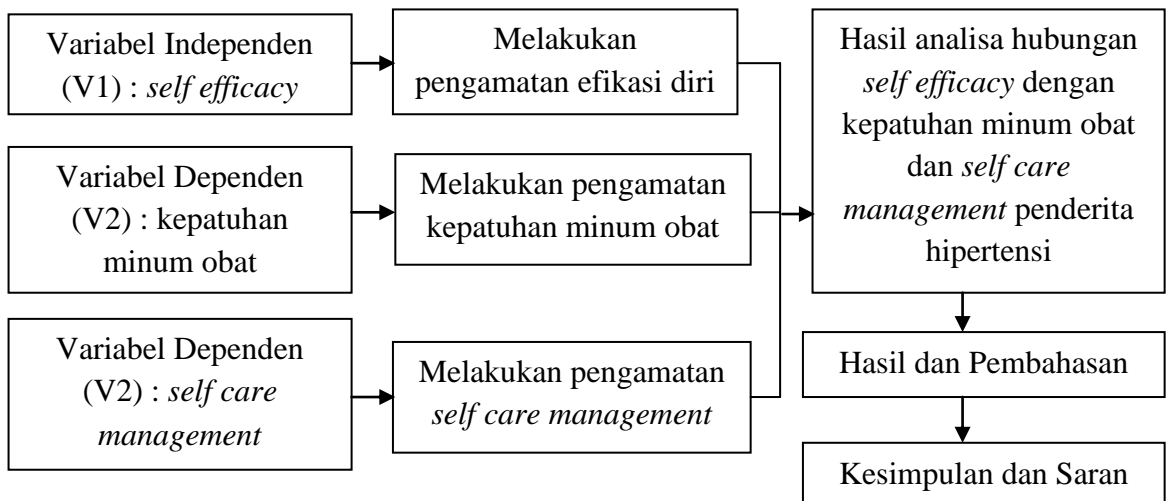 Variabel Independen
(V1) : self efficacy
Melakukan
pengamatan efikasi diri
Hasil analisa hubungan
self efficacy dengan
kepatuhan minum obat
dan self care
management penderita
hipertensi
Variabel Dependen
(V2) : kepatuhan
minum obat
Melakukan pengamatan
kepatuhan minum obat
Variabel Dependen
(V2) : self care
management
Melakukan pengamatan
self care management
Hasil dan Pembahasan
Kesimpulan dan Saran